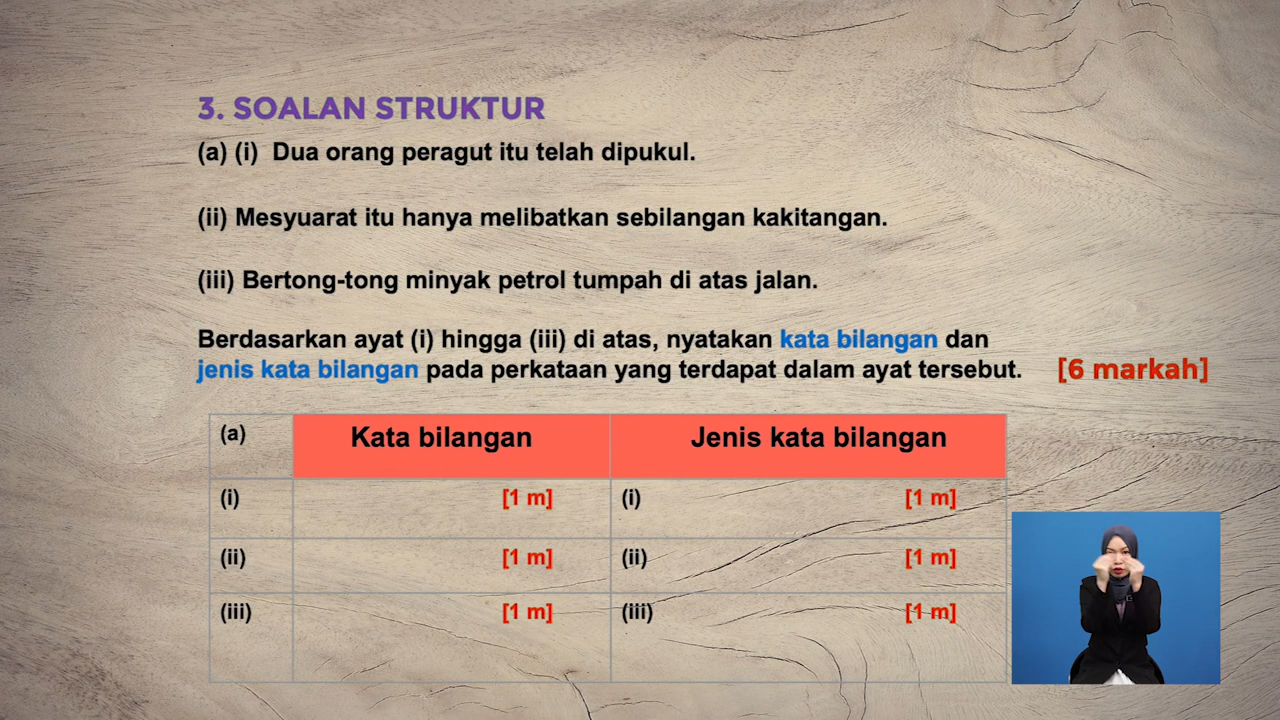 3. SOALAN STRUKTUR
(a) (i) Dua orang peragut itu telah dipukul.
(ii) Mesyuarat itu hanya melibatkan sebilangan kakitangan.
(iii) Bertong-tong minyak petrol tumpah di atas jalan.
Berdasarkan ayat (i) hingga (iii) di atas, nyatakan kata bilangan dan
jenis kata bilangan pada perkataan yang terdapat dalam ayat tersebut. [6 markah]
(a) Kata bilangan Jenis kata bilangan
(i) [1 m] (i) [1 m]
(ii) [1 m] (ii) [1 m]
(iii) [1 m] (iii) [1 m]